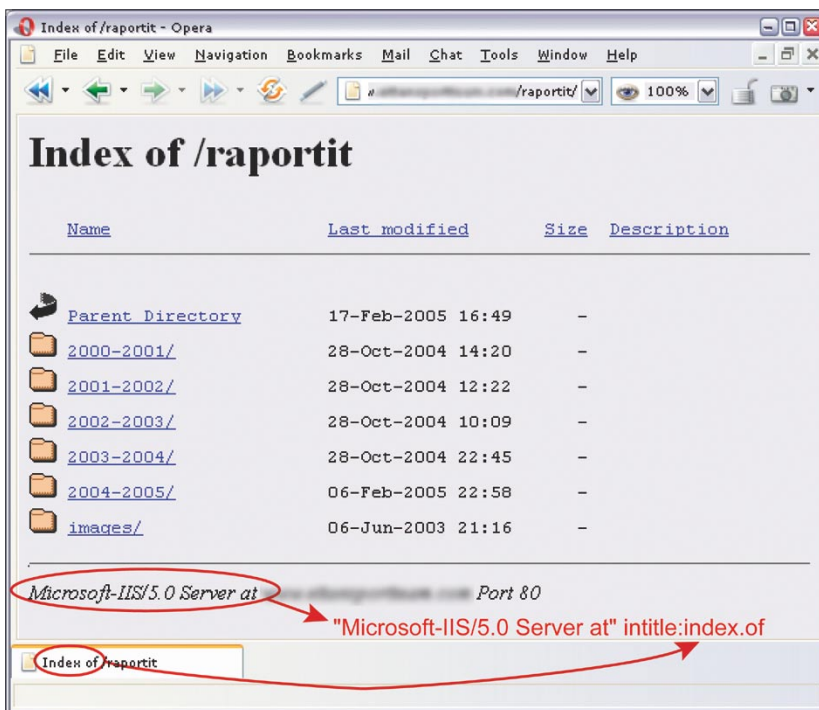 Index of /raportit - Opera
File Edit View Navigation Bookmarks Mail Chat Tools Window Help
/raportit/ 100%
Index of /raportit
Name Last modified Size Description
Parent Directory 17-Feb-2005 16:49 -
2000-2001/ 28-Oct-2004 14:20 -
2001-2002/ 28-Oct-2004 12:22 -
2002-2003/ 28-Oct-2004 10:09 -
2003-2004/ 28-Oct-2004 22:45 -
2004-2005/ 06-Feb-2005 22:58 -
images/ 06-Jun-2003 21:16 -
Microsoft-IIS/5.0 Server at Port 80
"Microsoft-IIS/5.0 Server at" intitle:index.of
Index of /raportit